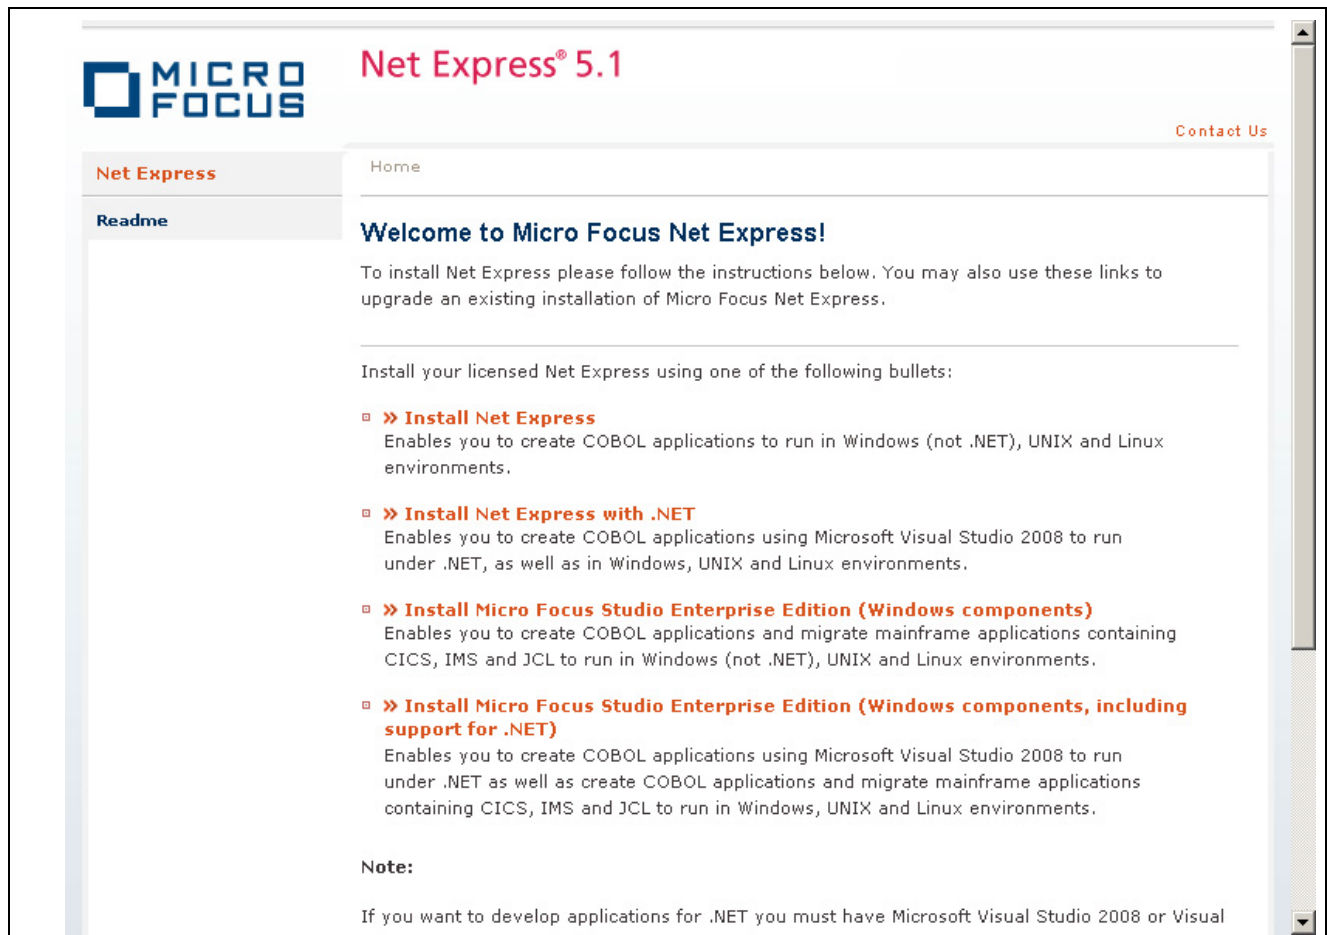 MICRO
FOCUS
Net Express® 5.1
Contact Us
Net Express
Readme
Home
Welcome to Micro Focus Net Express!
To install Net Express please follow the instructions below. You may also use these links to
upgrade an existing installation of Micro Focus Net Express.
Install your licensed Net Express using one of the following bullets:
» Install Net Express
Enables you to create COBOL applications to run in Windows (not .NET), UNIX and Linux
environments.
» Install Net Express with .NET
Enables you to create COBOL applications using Microsoft Visual Studio 2008 to run
under .NET, as well as in Windows, UNIX and Linux environments.
» Install Micro Focus Studio Enterprise Edition (Windows components)
Enables you to create COBOL applications and migrate mainframe applications containing
CICS, IMS and JCL to run in Windows (not .NET), UNIX and Linux environments.
» Install Micro Focus Studio Enterprise Edition (Windows components, including
support for .NET)
Enables you to create COBOL applications using Microsoft Visual Studio 2008 to run
under .NET as well as create COBOL applications and migrate mainframe applications
containing CICS, IMS and JCL to run in Windows, UNIX and Linux environments.
Note:
If you want to develop applications for .NET you must have Microsoft Visual Studio 2008 or Visual